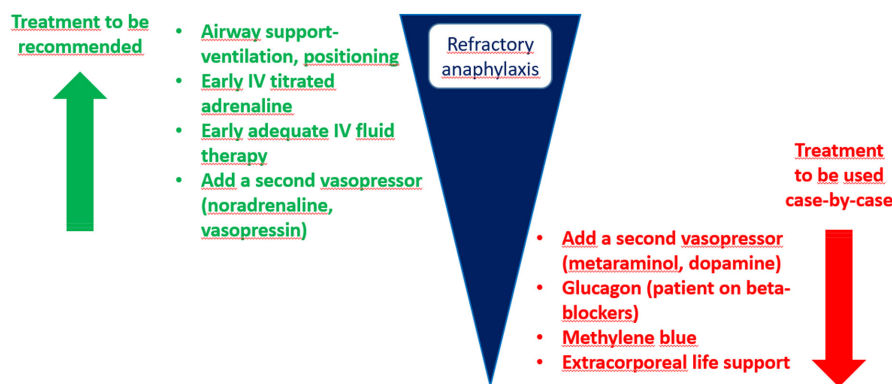 Treatment to be
recommended
• Airway support-
ventilation, positioning
• Early IV titrated
adrenaline
• Early adequate IV fluid
therapy
• Add a second vasopressor
(noradrenaline,
vasopressin)
Refractory
anaphylaxis
Treatment
to be used
case-by-case
• Add a second vasopressor
(metaraminol, dopamine)
• Glucagon (patient on beta-
blockers)
• Methylene blue
• Extracorporeal life support